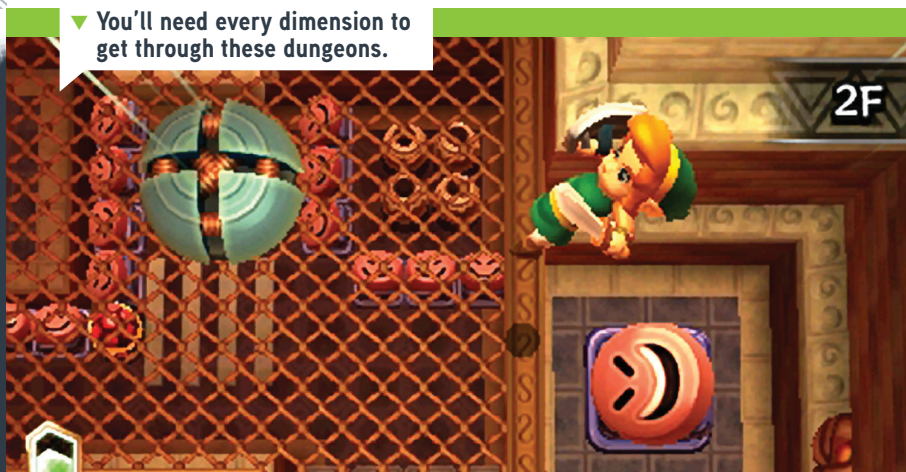 ▼ You'll need every dimension to
get through these dungeons.
2F